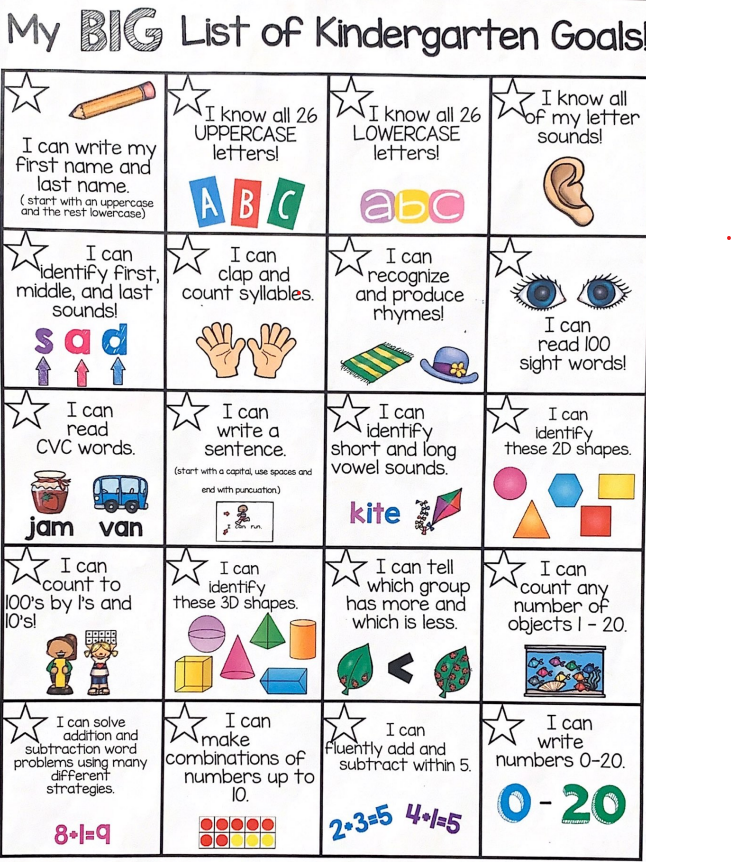 My BIG List of Kindergarten Goals!
I can write my
first name and
last name.
( start with an uppercase
and the rest lowercase)
I know all 26
UPPERCASE
letters!
A B C
I know all 26
LOWERCASE
letters!
abc
I know all
of my letter
sounds!
I can
identify first,
middle, and last
sounds!
sad
I can
clap and
count syllables.
I can
recognize
and produce
rhymes!
I can
read 100
sight words!
I can
read
CVC words.
jam van
I can
write a
sentence.
(start with a capital, use spaces and
end with puncuation.)
I can run.
I can
identify
short and long
vowel sounds.
kite
I can
identify
these 2D shapes.
I can
count to
100's by 1's and
10's!
I can
identify
these 3D shapes.
I can tell
which group
has more and
which is less.
<
I can
count any
number of
objects 1 - 20.
I can solve
addition and
subtraction word
problems using many
different
strategies.
8+1=9
I can
make
combinations of
numbers up to
10.
I can
fluently add and
subtract within 5.
2+3=5 4+1=5
I can
write
numbers 0-20.
0-20